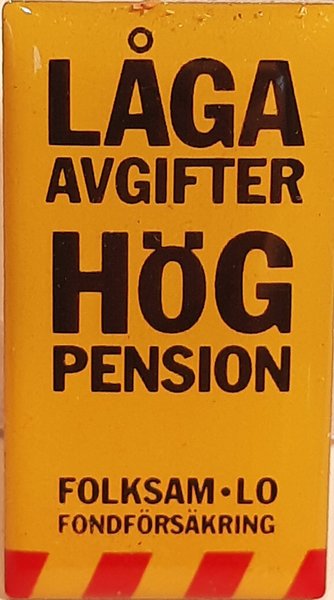 LÅGA
AVGIFTER
HÖG
PENSION
FOLKSAM • LO
FONDFÖRSÄKRING